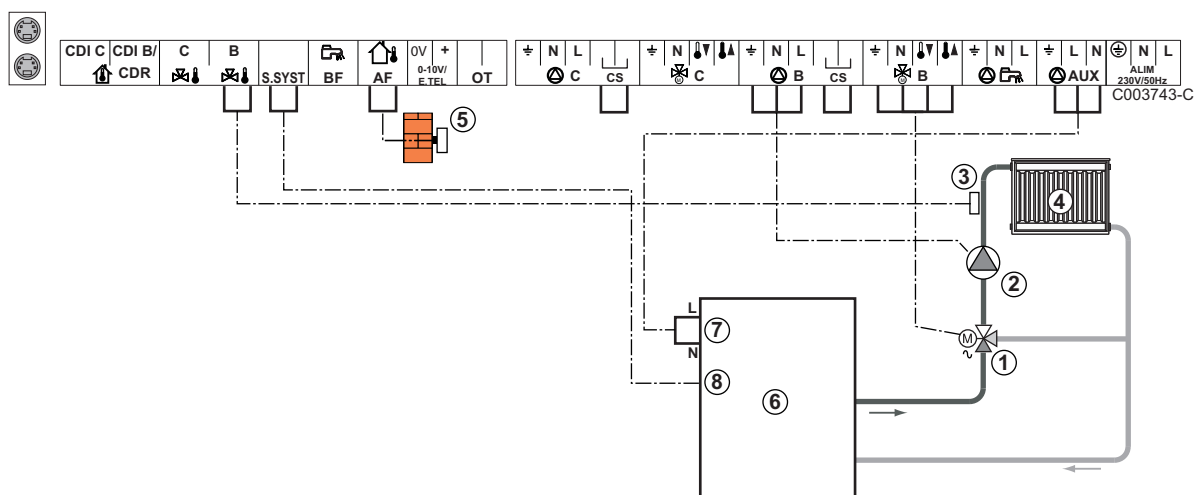 CDI C CDI B/ C B 0V + N L N N L N N N L L N N L
CDR S.SYST BF AF 0-10V/ OT C CS C B CS B AUX ALIM
E.TEL M M 230V/50Hz
C003743-C
5
3
4
2
L
7
N
M
1
8
6